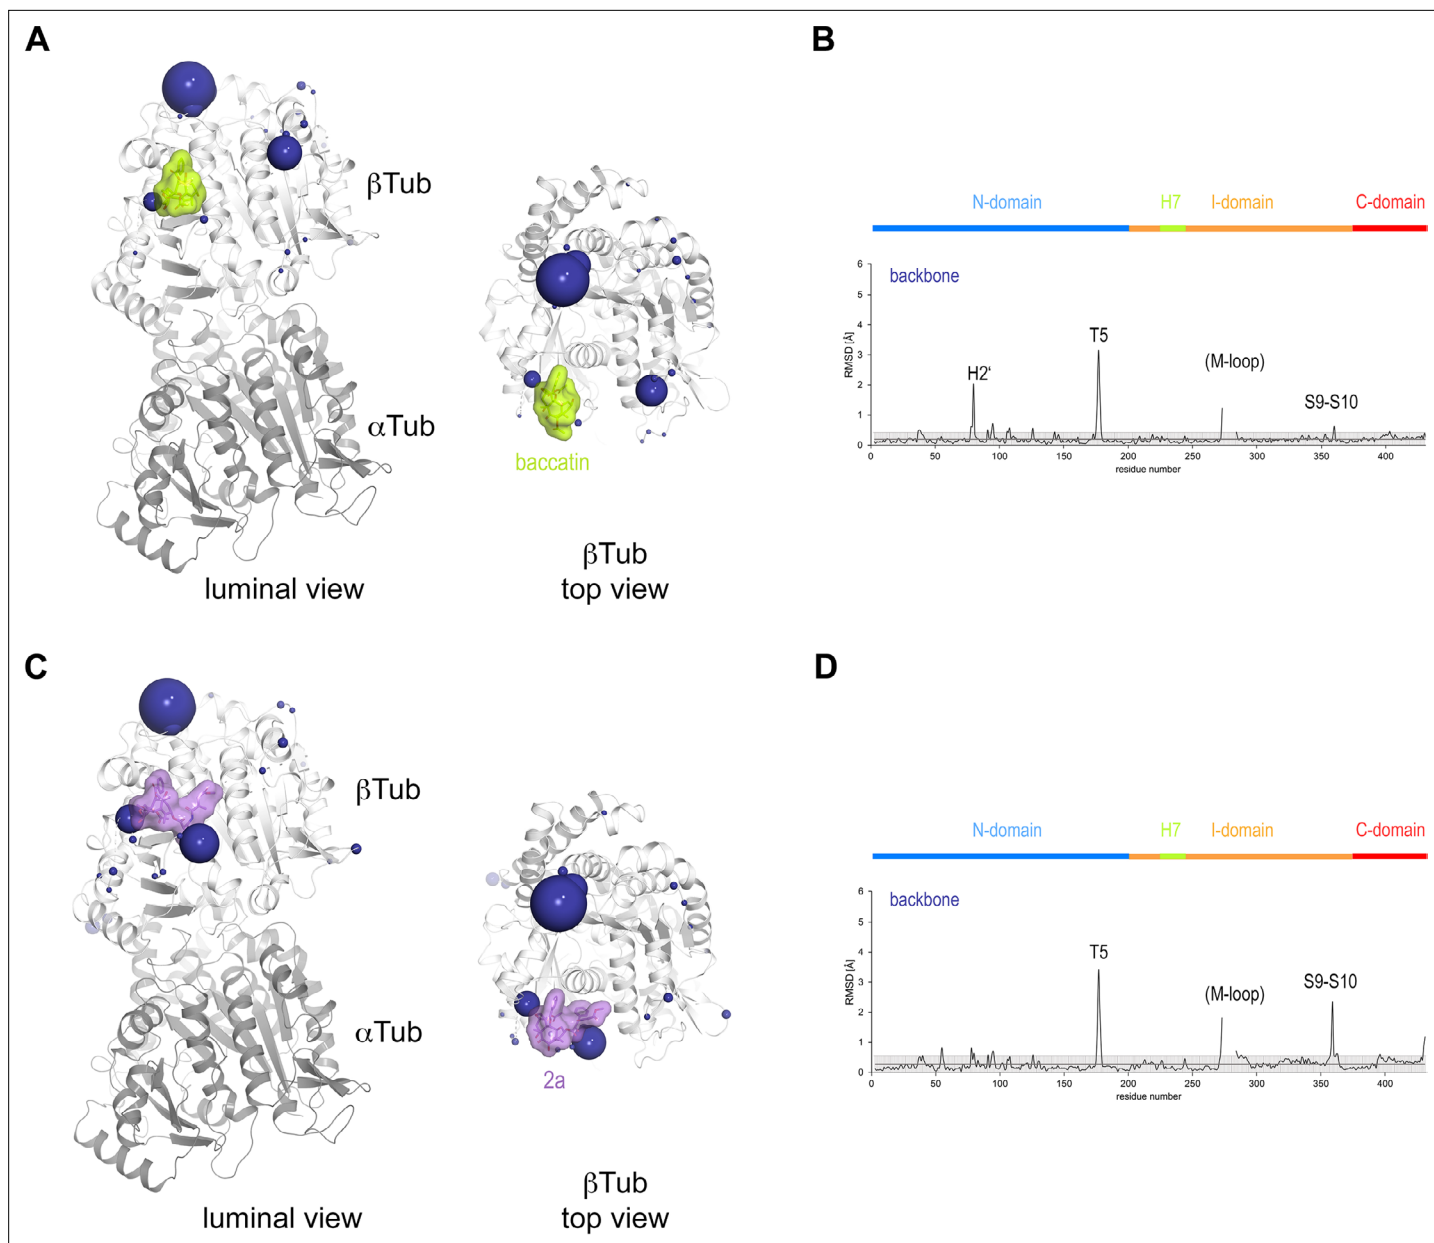 A
βTub
αTub
luminal view
baccatin
βTub
top view
B
N-domain H7 I-domain C-domain
backbone
RMSD [Å]
6
5
4
3
2
1
0
H2‘
T5
(M-loop)
S9-S10
0 50 100 150 200 250 300 350 400
residue number
C
βTub
αTub
luminal view
2a
βTub
top view
D
N-domain H7 I-domain C-domain
backbone
RMSD [Å]
6
5
4
3
2
1
0
T5
(M-loop)
S9-S10
0 50 100 150 200 250 300 350 400
residue number